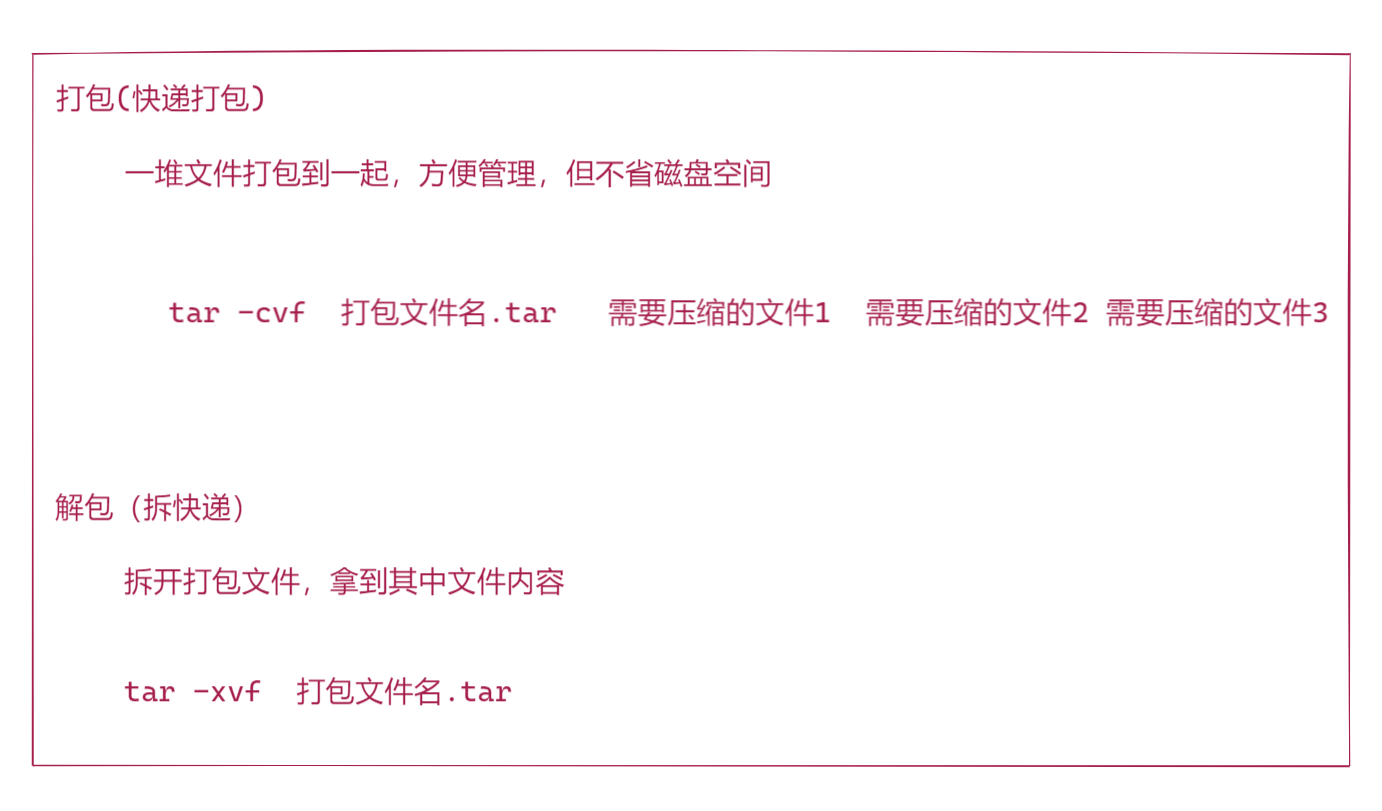 打包(快递打包)
一堆文件打包到一起，方便管理，但不省磁盘空间
tar -cvf 打包文件名.tar 需要压缩的文件1 需要压缩的文件2 需要压缩的文件3
解包（拆快递）
拆开打包文件，拿到其中文件内容
tar -xvf 打包文件名.tar